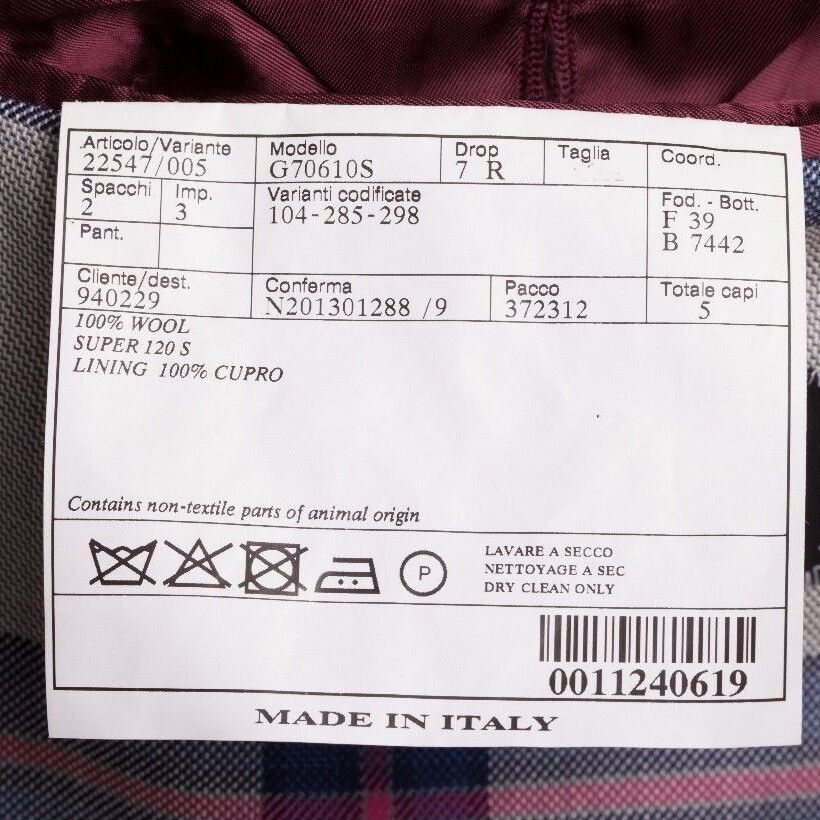 Articolo/Variante Modello Drop Taglia Coord.
22547/005 G70610S 7 R
Spacchi Imp. Varianti codificate Fod. - Bott.
2 3 104-285-298 F 39
Pant. B 7442
Cliente/dest. Conferma Pacco Totale capi
940229 N201301288 /9 372312 5
100% WOOL
SUPER 120 S
LINING 100% CUPRO
Contains non-textile parts of animal origin
P
LAVARE A SECCO
NETTOYAGE A SEC
DRY CLEAN ONLY
0011240619
MADE IN ITALY